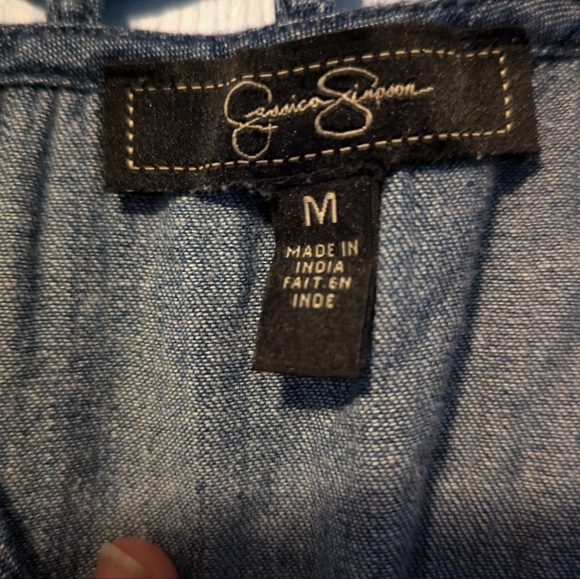 Jessica Simpson
M
MADE IN
INDIA
FAIT EN
INDE